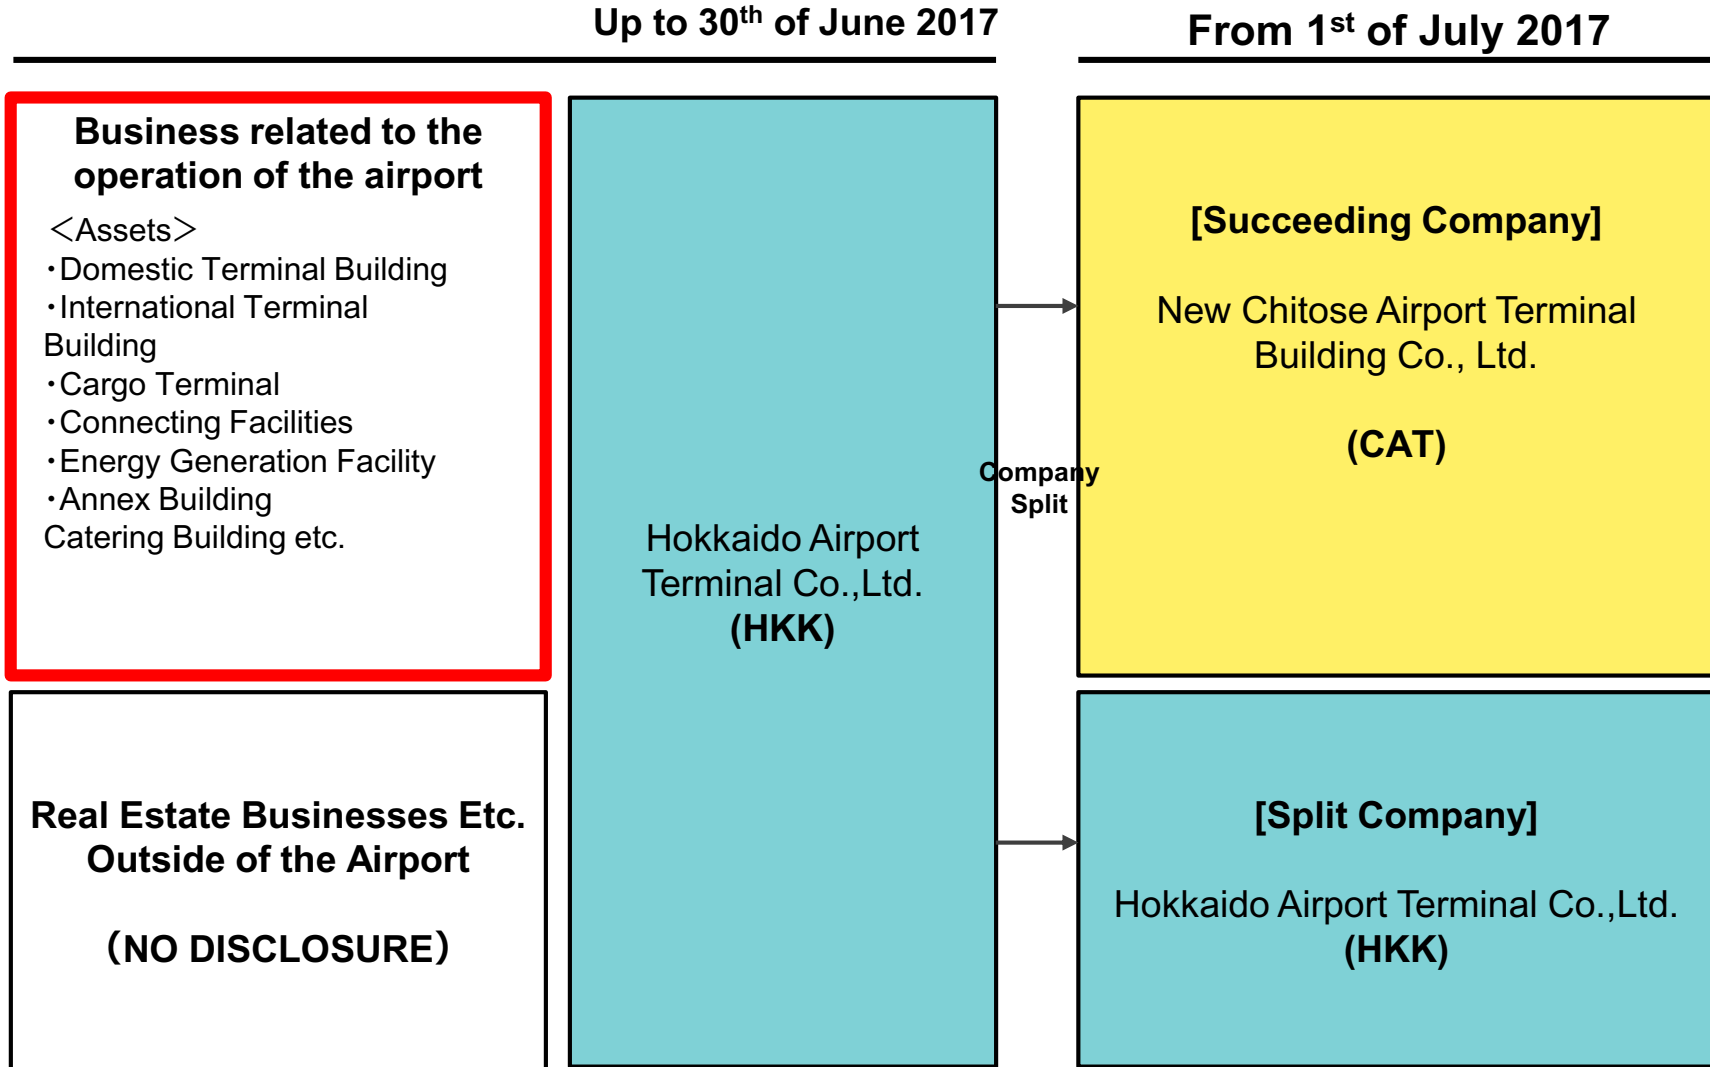 Up to 30th of June 2017
From 1st of July 2017
Business related to the
operation of the airport
＜Assets＞
・Domestic Terminal Building
・International Terminal
Building
・Cargo Terminal
・Connecting Facilities
・Energy Generation Facility
・Annex Building
Catering Building etc.
Real Estate Businesses Etc.
Outside of the Airport
（NO DISCLOSURE）
Hokkaido Airport
Terminal Co.,Ltd.
(HKK)
Company
Split
[Succeeding Company]
New Chitose Airport Terminal
Building Co., Ltd.
(CAT)
[Split Company]
Hokkaido Airport Terminal Co.,Ltd.
(HKK)